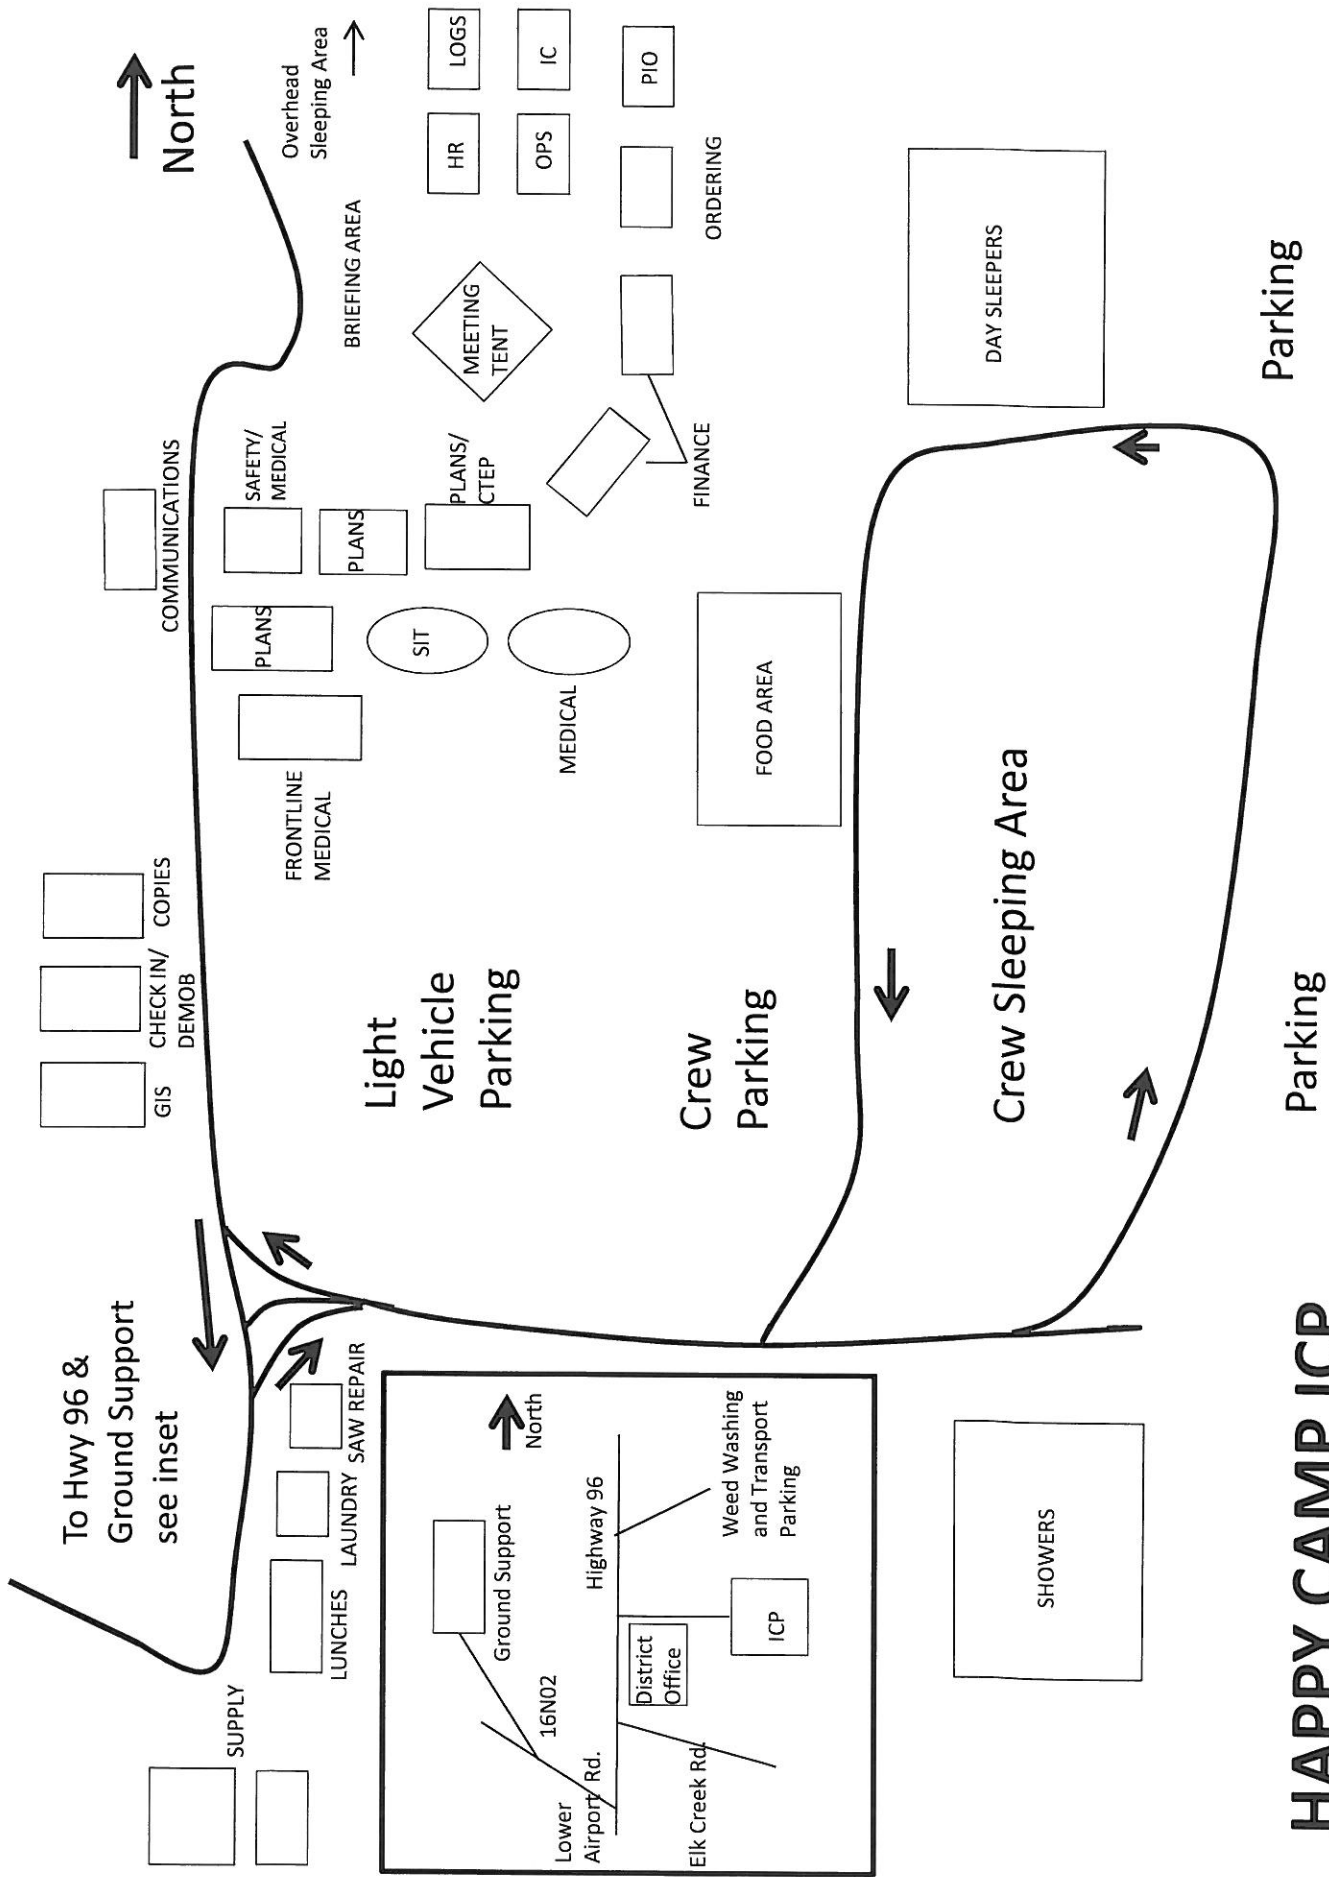 To Hwy 96 &
Ground Support
see inset
North
Overhead
Sleeping Area
COMMUNICATIONS
COPIES
CHECK IN/
DEMOB
GIS
SUPPLY
LUNCHES
LAUNDRY
SAW REPAIR
SAFETY/
MEDICAL
PLANS
PLANS
PLANS/
CTEP
SIT
MEDICAL
FRONTLINE
MEDICAL
BRIEFING AREA
MEETING
TENT
HR
LOGS
OPS
IC
PIO
ORDERING
FINANCE
Light
Vehicle
Parking
Crew
Parking
FOOD AREA
DAY SLEEPERS
Crew Sleeping Area
Parking
Parking
SHOWERS
North
Ground Support
16N02
Lower
Airport Rd.
Highway 96
District
Office
ICP
Elk Creek Rd.
Weed Washing
and Transport
Parking
HAPPY CAMP ICP